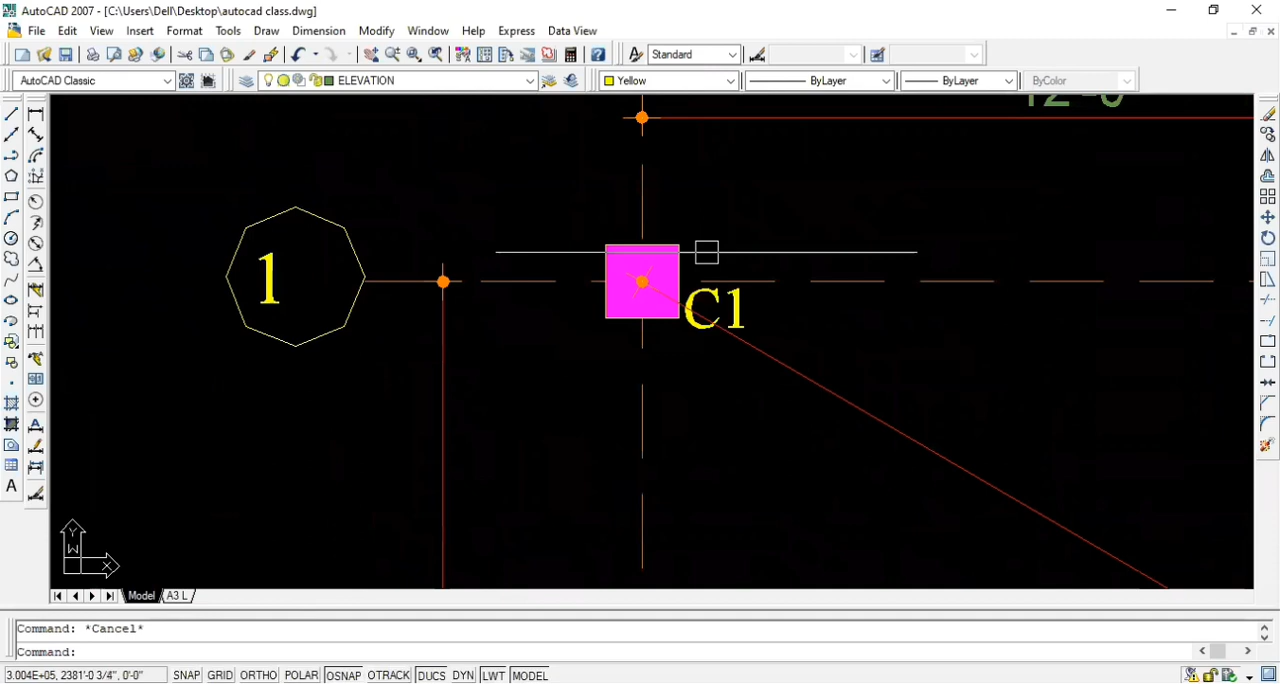 AutoCAD 2007 - [C:\Users\Dell\Desktop\autocad class.dwg]
File Edit View Insert Format Tools Draw Dimension Modify Window Help Express Data View
Standard
AutoCAD Classic ELEVATION Yellow ByLayer ByLayer ByColor
12'-0"
1
C1
Y
W
X
A
Model A3 L
Command: *Cancel*
Command:
3.004E+05, 2381'-0 3/4", 0'-0" SNAP GRID ORTHO POLAR OSNAP OTRACK DUCS DYN LWT MODEL